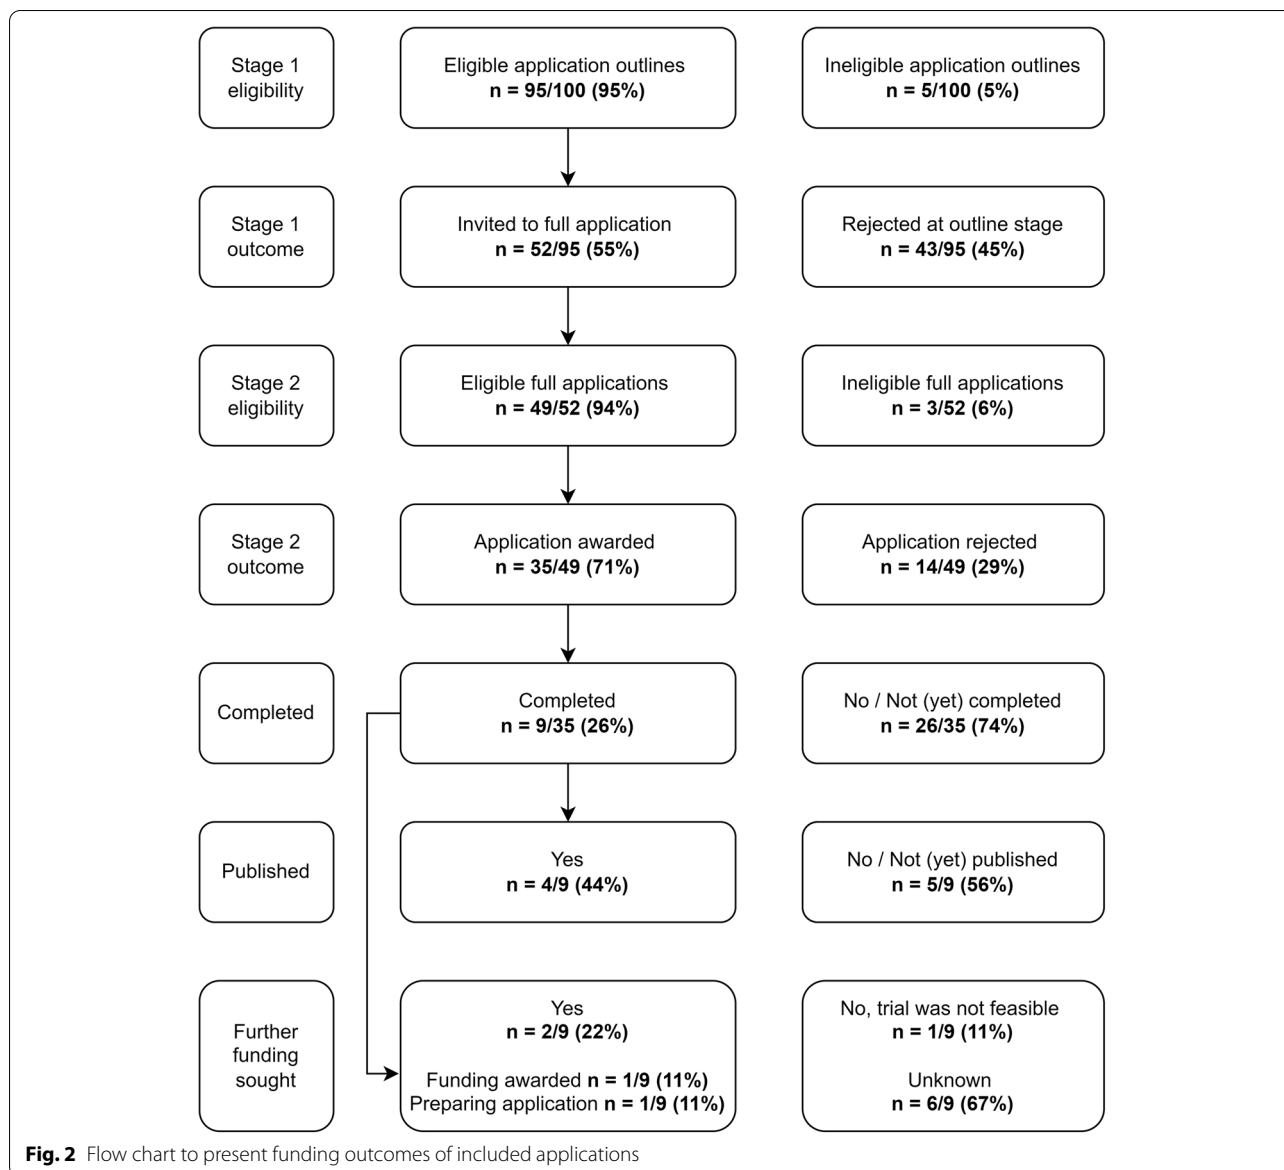 Stage 1
eligibility
Eligible application outlines
n = 95/100 (95%)
Ineligible application outlines
n = 5/100 (5%)
Stage 1
outcome
Invited to full application
n = 52/95 (55%)
Rejected at outline stage
n = 43/95 (45%)
Stage 2
eligibility
Eligible full applications
n = 49/52 (94%)
Ineligible full applications
n = 3/52 (6%)
Stage 2
outcome
Application awarded
n = 35/49 (71%)
Application rejected
n = 14/49 (29%)
Completed
Completed
n = 9/35 (26%)
No / Not (yet) completed
n = 26/35 (74%)
Published
Yes
n = 4/9 (44%)
No / Not (yet) published
n = 5/9 (56%)
Further
funding
sought
Yes
n = 2/9 (22%)
Funding awarded n = 1/9 (11%)
Preparing application n = 1/9 (11%)
No, trial was not feasible
n = 1/9 (11%)
Unknown
n = 6/9 (67%)
Fig. 2 Flow chart to present funding outcomes of included applications